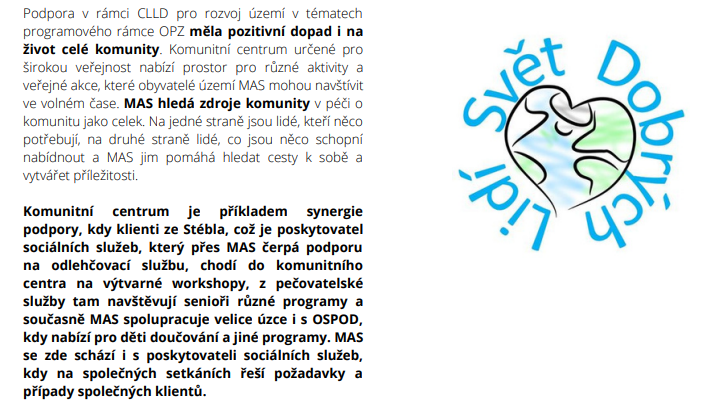 Podpora v rámci CLLD pro rozvoj území v tématech
programového rámce OPZ měla pozitivní dopad i na
život celé komunity. Komunitní centrum určené pro
širokou veřejnost nabízí prostor pro různé aktivity a
veřejné akce, které obyvatelé území MAS mohou navštívit
ve volném čase. MAS hledá zdroje komunity v péči o
komunitu jako celek. Na jedné straně jsou lidé, kteří něco
potřebují, na druhé straně lidé, co jsou něco schopni
nabídnout a MAS jim pomáhá hledat cesty k sobě a
vytvářet příležitosti.
Komunitní centrum je příkladem synergie
podpory, kdy klienti ze Stébla, což je poskytovatel
sociálních služeb, který přes MAS čerpá podporu
na odlehčovací službu, chodí do komunitního
centra na výtvarné workshopy, z pečovatelské
služby tam navštěvují senioři různé programy a
současně MAS spolupracuje velice úzce i s OSPOD,
kdy nabízí pro děti doučování a jiné programy. MAS
se zde schází i s poskytovateli sociálních služeb,
kdy na společných setkáních řeší požadavky a
případy společných klientů.
Svět Dobrých Lidí